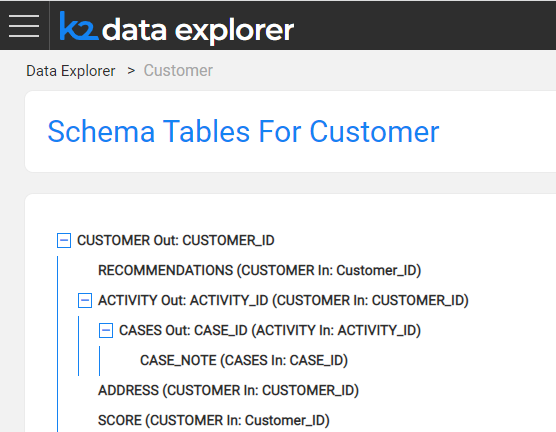 k2 data explorer
Data Explorer > Customer
Schema Tables For Customer
CUSTOMER Out: CUSTOMER_ID
RECOMMENDATIONS (CUSTOMER In: Customer_ID)
ACTIVITY Out: ACTIVITY_ID (CUSTOMER In: CUSTOMER_ID)
CASES Out: CASE_ID (ACTIVITY In: ACTIVITY_ID)
CASE_NOTE (CASES In: CASE_ID)
ADDRESS (CUSTOMER In: CUSTOMER_ID)
SCORE (CUSTOMER In: Customer_ID)